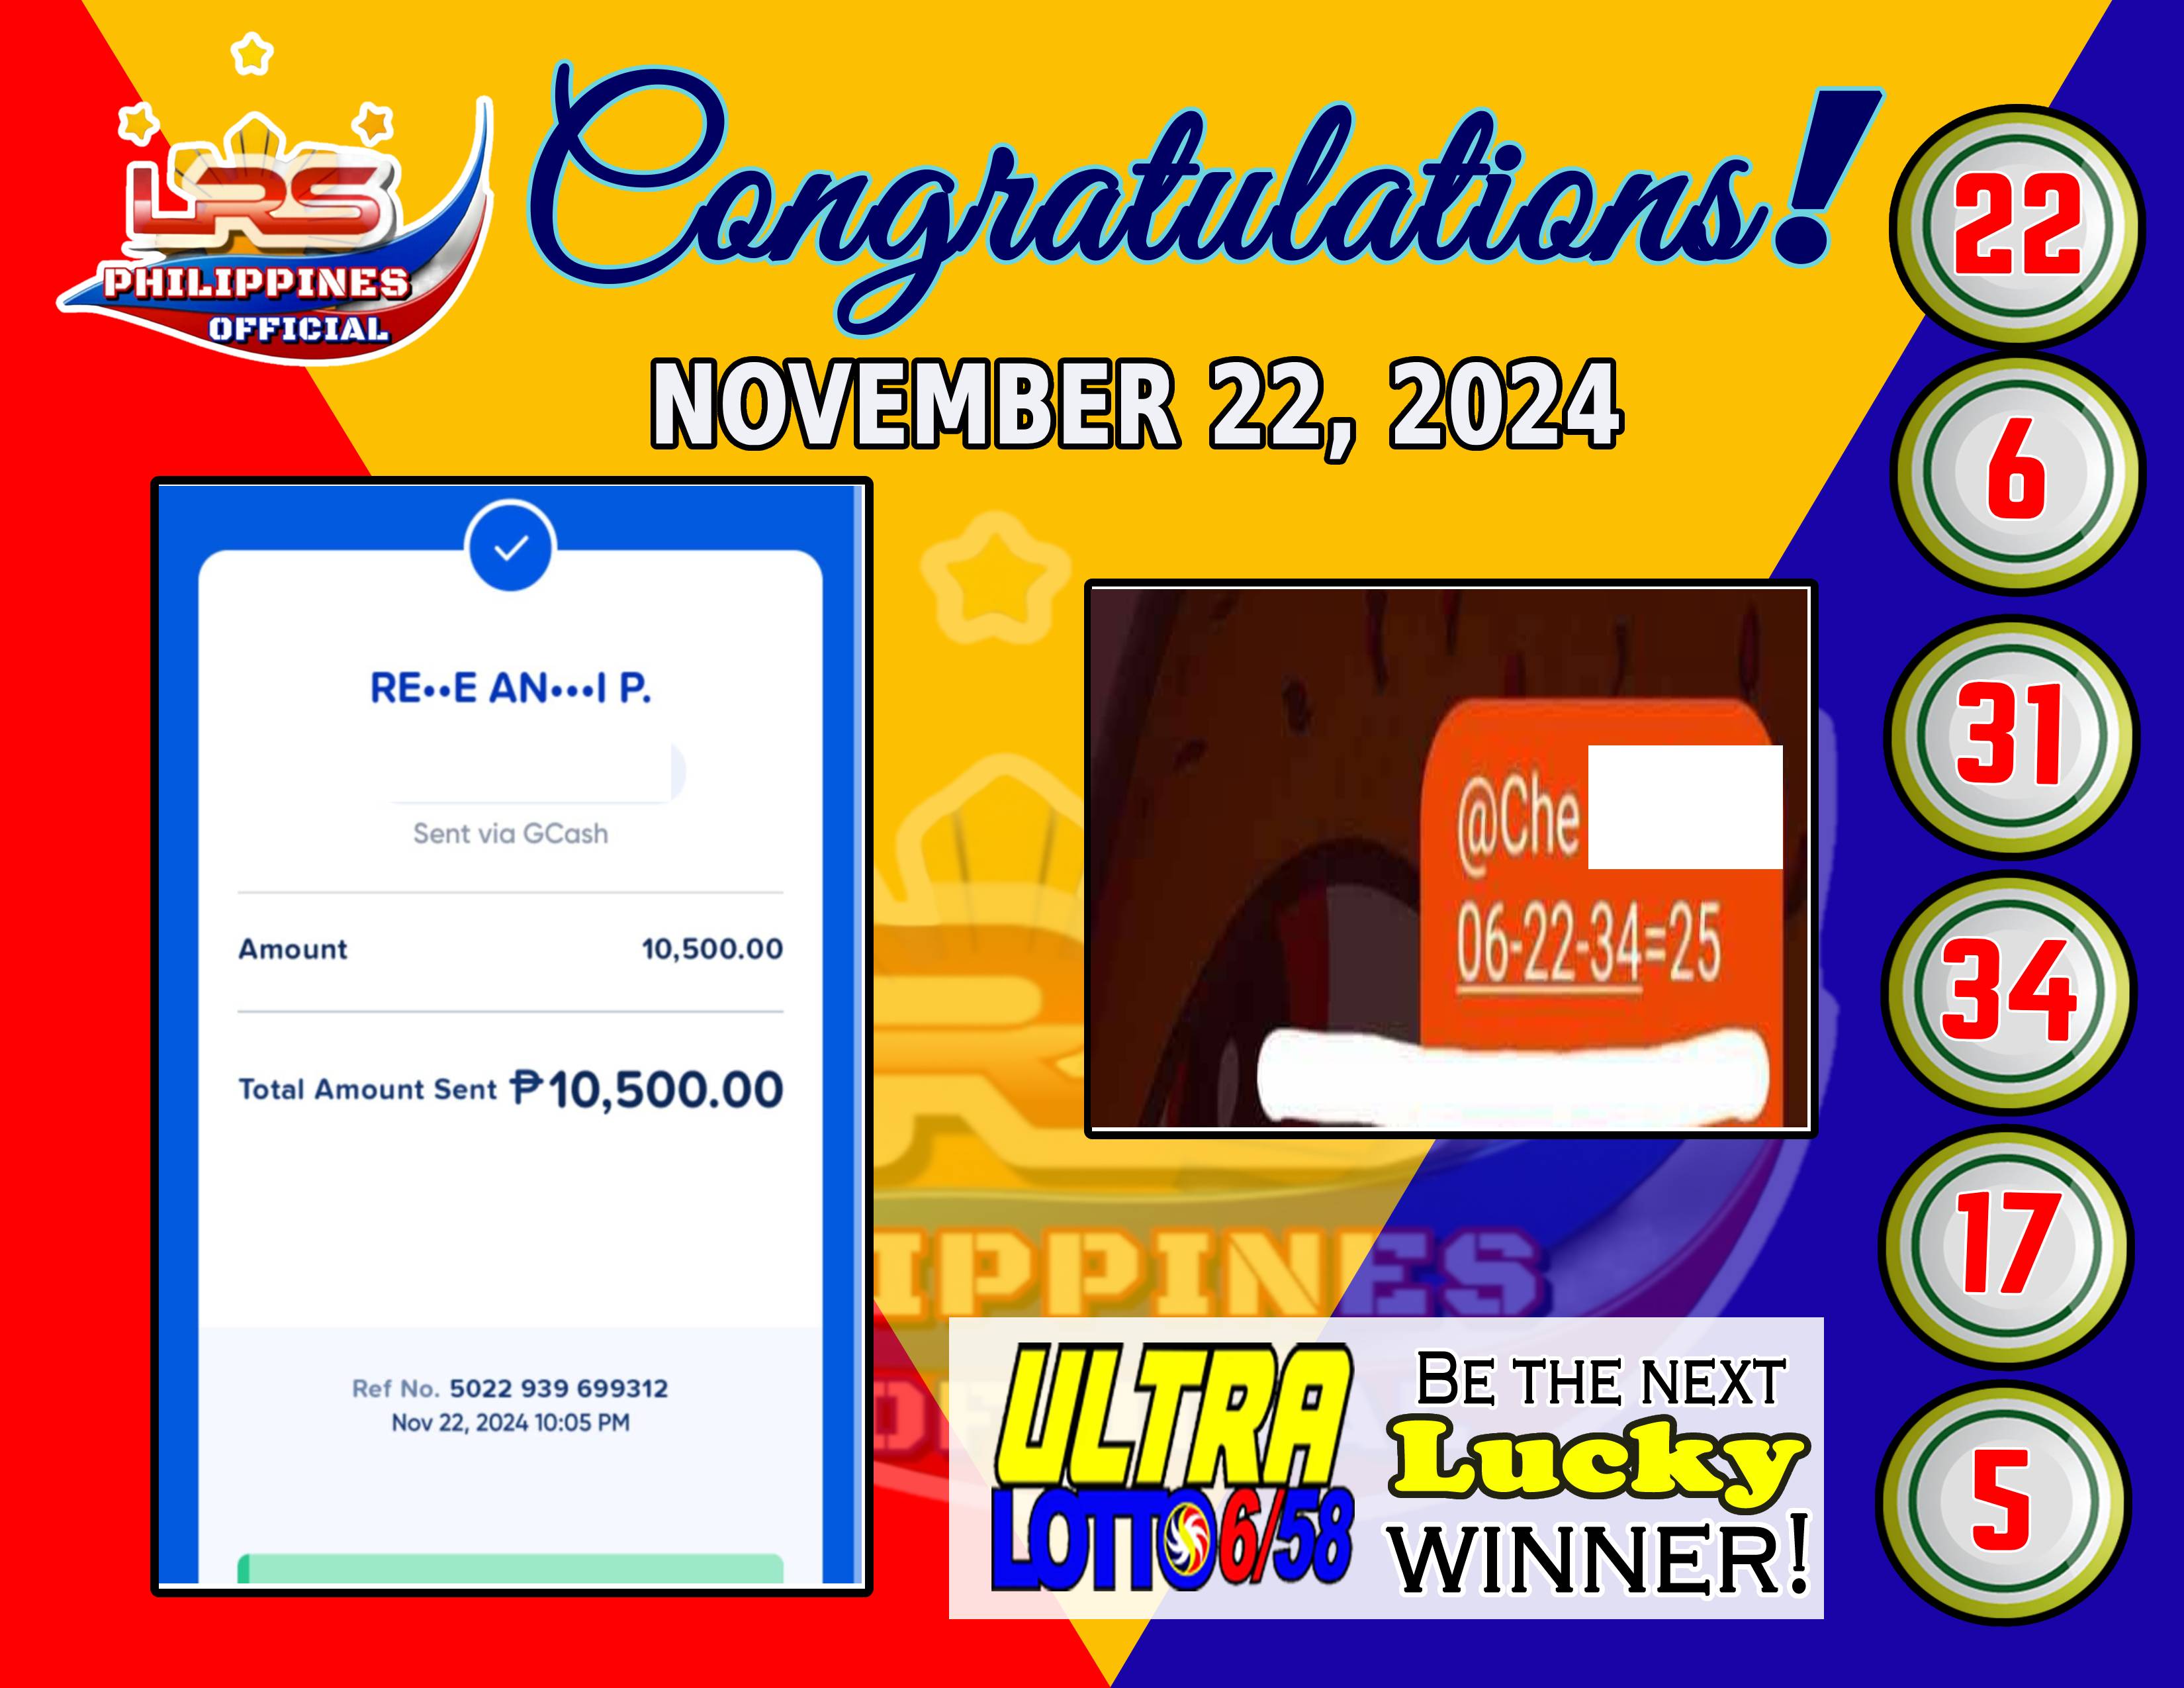 LRS
PHILIPPINES
OFFICIAL
Congratulations!
NOVEMBER 22, 2024
RE••E AN•••I P.
Sent via GCash
Amount 10,500.00
Total Amount Sent ₱10,500.00
Ref No. 5022 939 699312
Nov 22, 2024 10:05 PM
@Che
06-22-34=25
IPPINES
ULTRA
LOTTO 6/58
BE THE NEXT
Lucky
WINNER!
22
6
31
34
17
5